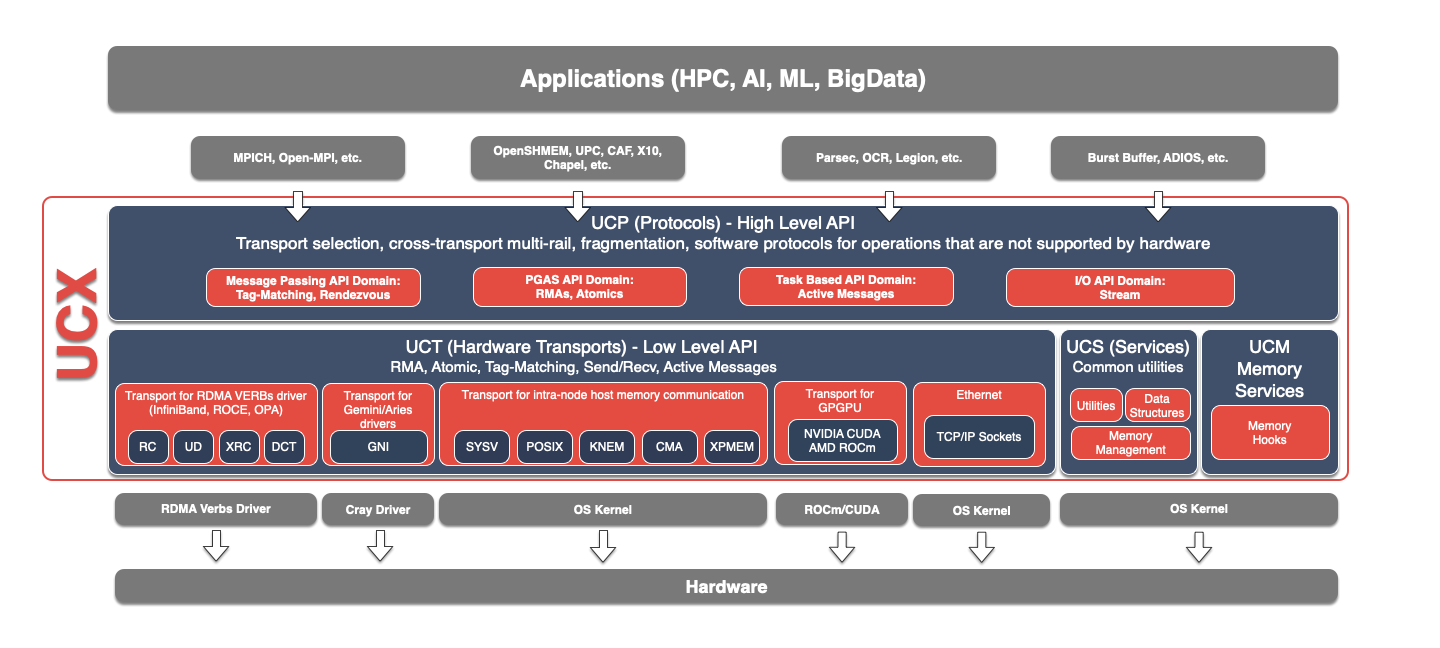 Applications (HPC, AI, ML, BigData)
MPICH, Open-MPI, etc.
OpenSHMEM, UPC, CAF, X10,
Chapel, etc.
Parsec, OCR, Legion, etc.
Burst Buffer, ADIOS, etc.
UCX
UCP (Protocols) - High Level API
Transport selection, cross-transport multi-rail, fragmentation, software protocols for operations that are not supported by hardware
Message Passing API Domain:
Tag-Matching, Rendezvous
PGAS API Domain:
RMAs, Atomics
Task Based API Domain:
Active Messages
I/O API Domain:
Stream
UCT (Hardware Transports) - Low Level API
RMA, Atomic, Tag-Matching, Send/Recv, Active Messages
Transport for RDMA VERBs driver
(InfiniBand, ROCE, OPA)
RC
UD
XRC
DCT
Transport for
Gemini/Aries
drivers
GNI
Transport for intra-node host memory communication
SYSV
POSIX
KNEM
CMA
XPMEM
Transport for
GPGPU
NVIDIA CUDA
AMD ROCm
Ethernet
TCP/IP Sockets
UCS (Services)
Common utilities
Utilities
Data
Structures
Memory
Management
UCM
Memory
Services
Memory
Hooks
RDMA Verbs Driver
Cray Driver
OS Kernel
ROCm/CUDA
OS Kernel
OS Kernel
Hardware